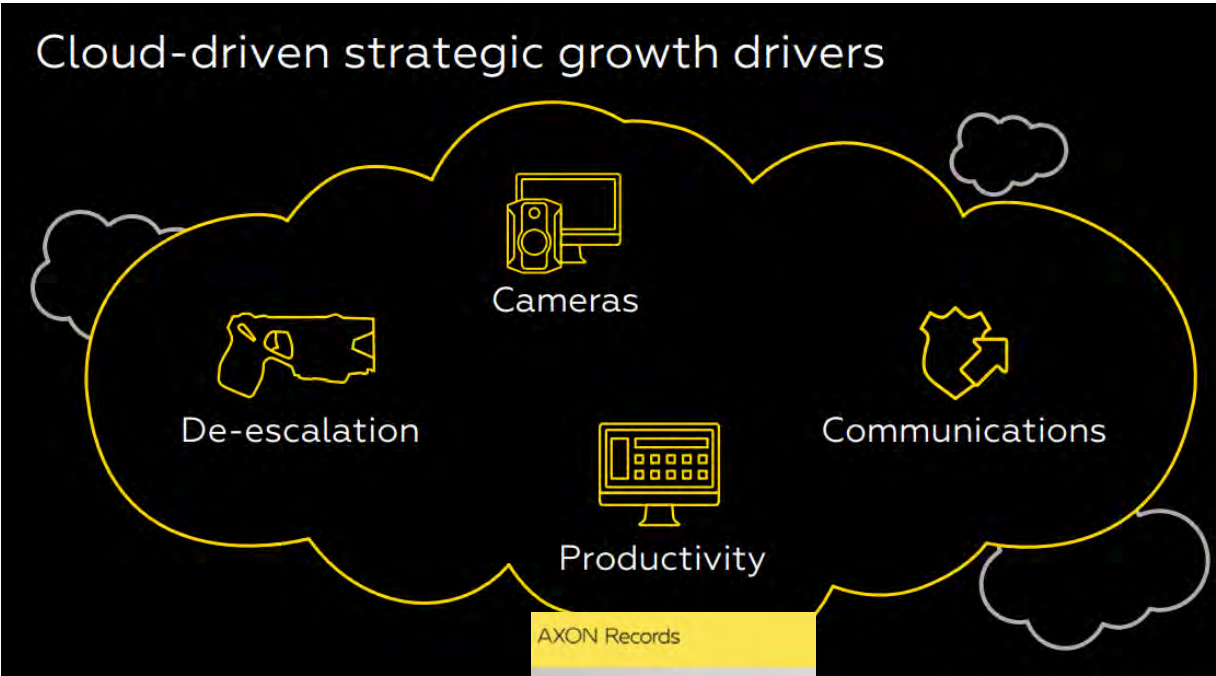 Cloud-driven strategic growth drivers
Cameras
De-escalation
Communications
Productivity
AXON Records